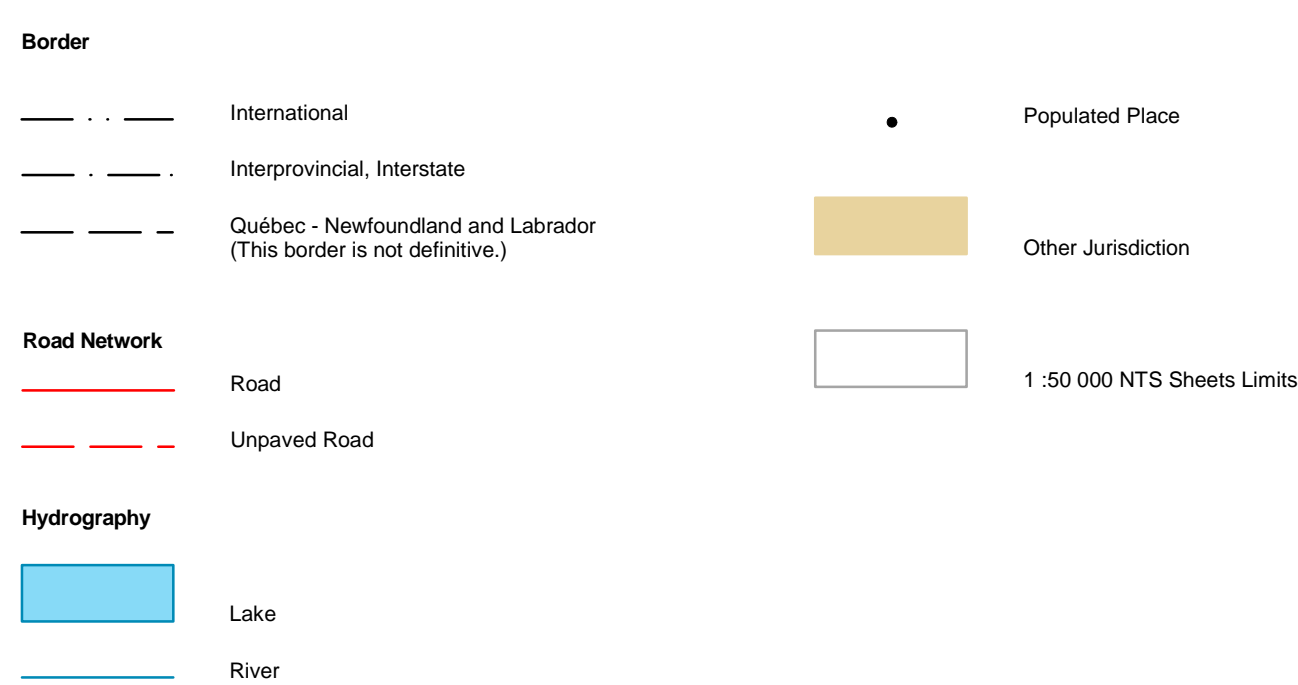 Border
International
Interprovincial, Interstate
Québec - Newfoundland and Labrador
(This border is not definitive.)
Road Network
Road
Unpaved Road
Hydrography
Lake
River
Populated Place
Other Jurisdiction
1 :50 000 NTS Sheets Limits